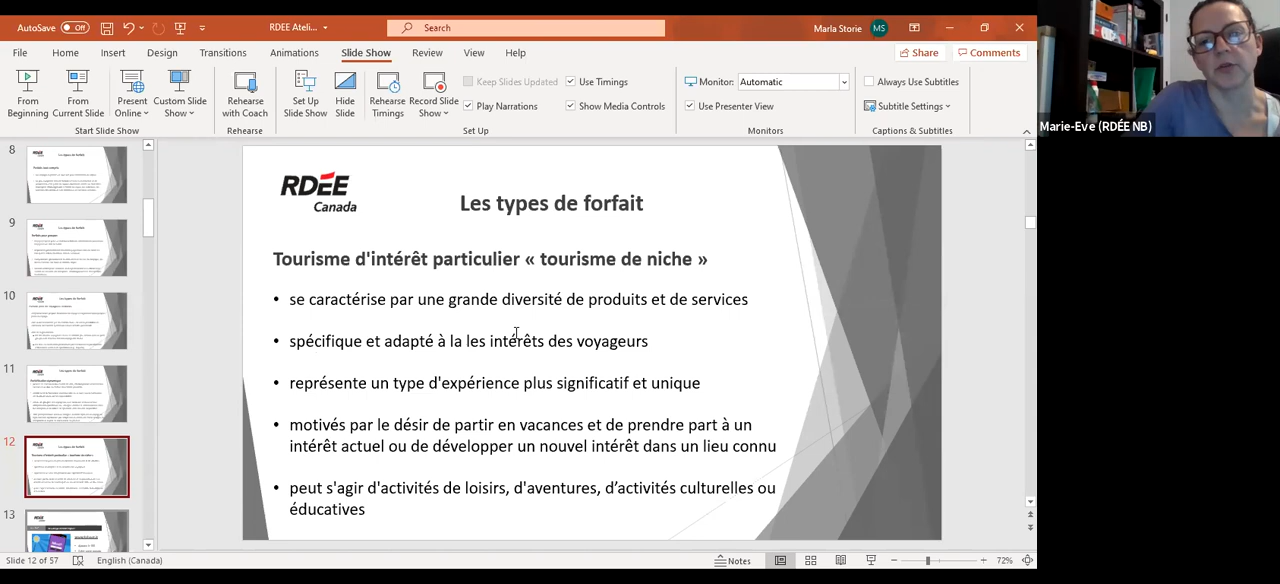 AutoSave Off RDEE Ateli... Search Marla Storie MS
File Home Insert Design Transitions Animations Slide Show Review View Help Share Comments
From Beginning
From Current Slide
Present Online
Custom Slide Show
Rehearse with Coach
Set Up Slide Show
Hide Slide
Rehearse Timings
Record Slide Show
Keep Slides Updated
Play Narrations
Use Timings
Show Media Controls
Monitor: Automatic
Use Presenter View
Always Use Subtitles
Subtitle Settings
Start Slide Show Rehearse Set Up Monitors Captions & Subtitles
Marie-Eve (RDÉE NB)
8
9
10
11
12
13
RDÉE
Canada
Les types de forfait
Tourisme d'intérêt particulier « tourisme de niche »
• se caractérise par une grande diversité de produits et de services
• spécifique et adapté à la les intérêts des voyageurs
• représente un type d'expérience plus significatif et unique
• motivés par le désir de partir en vacances et de prendre part à un
intérêt actuel ou de développer un nouvel intérêt dans un lieu connu
• peut s'agir d'activités de loisirs, d'aventures, d'activités culturelles ou
éducatives
Slide 12 of 57 English (Canada) Notes 72%